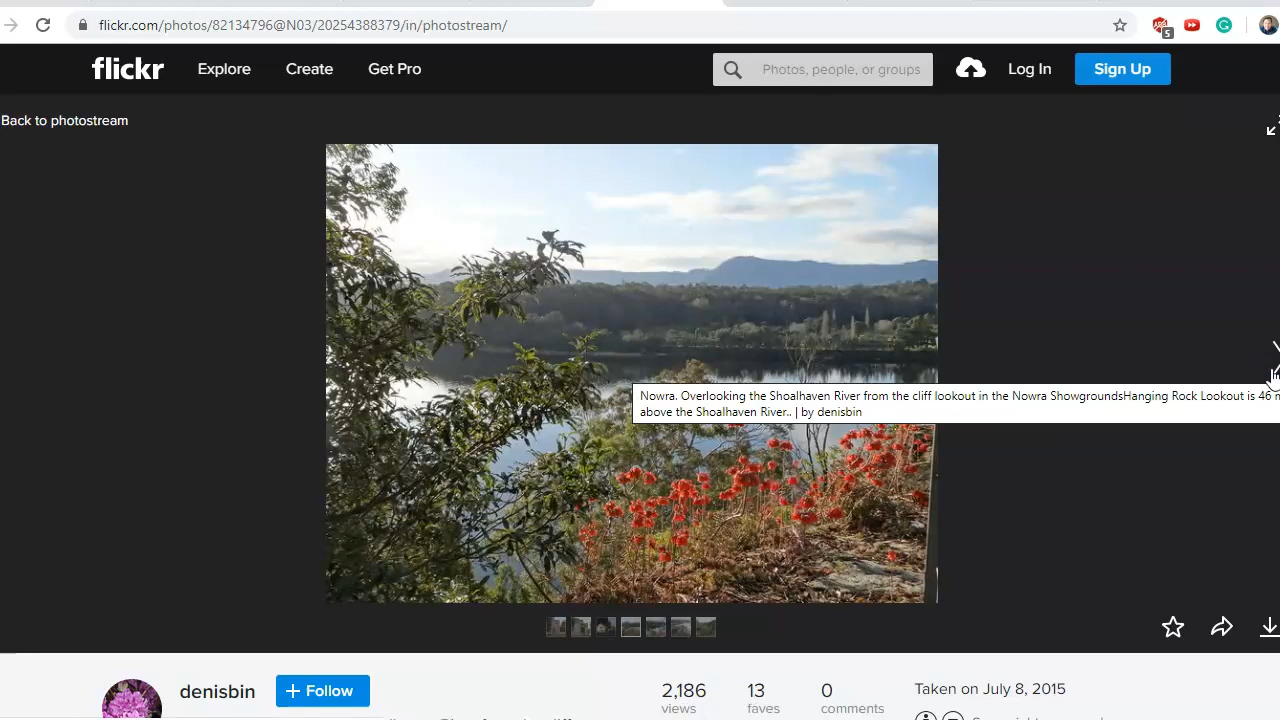 flickr.com/photos/82134796@N03/20254388379/in/photostream/
5
flickr
Explore
Create
Get Pro
Photos, people, or groups
Log In
Sign Up
Back to photostream
Nowra. Overlooking the Shoalhaven River from the cliff lookout in the Nowra ShowgroundsHanging Rock Lookout is 46
above the Shoalhaven River.. | by denisbin
denisbin
+ Follow
2,186
views
13
faves
0
comments
Taken on July 8, 2015